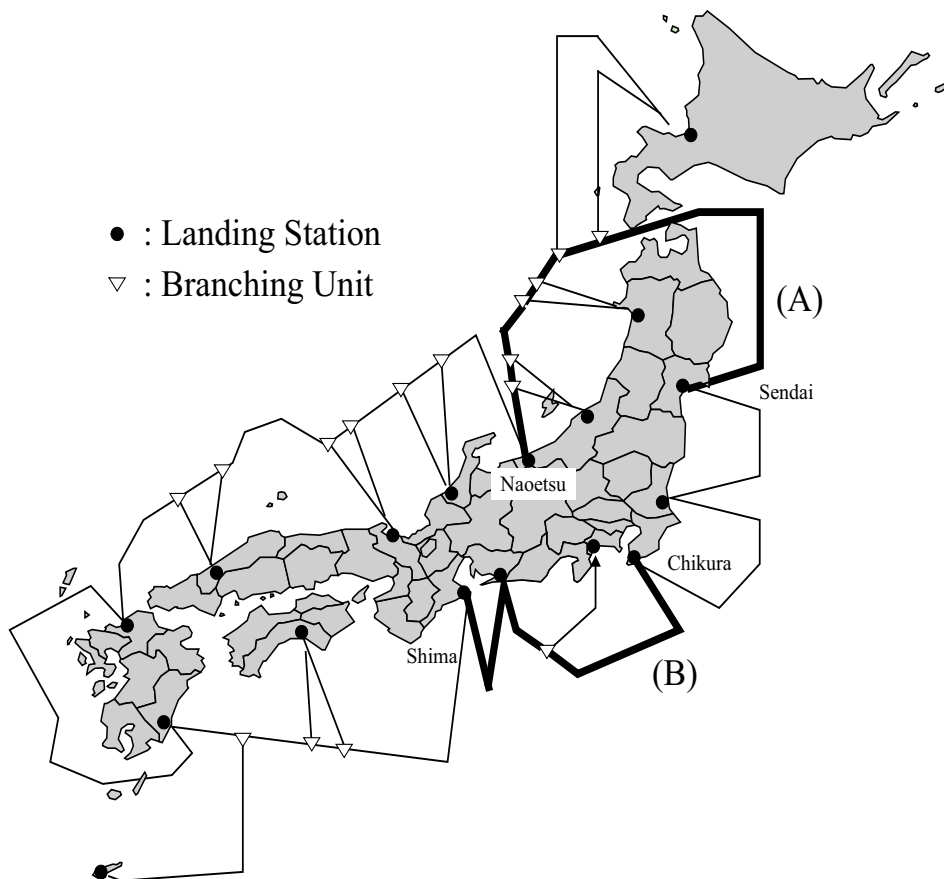 : Landing Station
: Branching Unit
(A)
Sendai
Naoetsu
Chikura
Shima
(B)